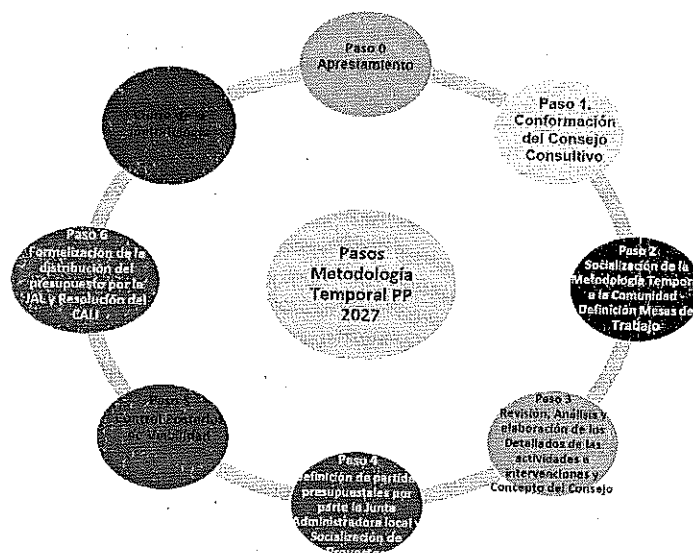 Paso 0
Aprestamiento
Paso 1.
Conformación
del Consejo
Consultivo
Paso 2
Socialización de la
Metodología Tempor
a la Comunidad -
Definición Mesas de
Trabajo
Paso 3
Revisión, Análisis y
elaboración de los
Detallados de las
actividades e
intervenciones y
Concepto del Consejo
Paso 4
Definición de partidas
presupuestales por
parte la Junta
Administradora local y
Socialización de
Paso 6
Formalización de la
distribución del
presupuesto por la
JAL y Resolución del
CALI
Pasos
Metodología
Temporal PP
2027